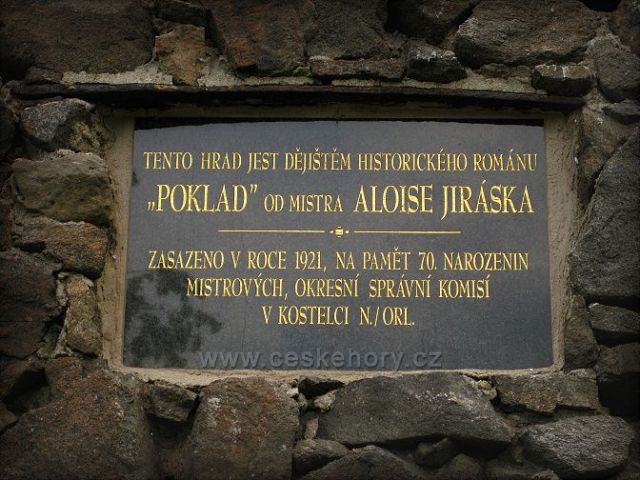 TENTO HRAD JEST DĚJIŠTĚM HISTORICKÉHO ROMÁNU
„POKLAD" OD MISTRA ALOISE JIRÁSKA
ZASAZENO V ROCE 1921, NA PAMĚT 70. NAROZENIN
MISTROVÝCH, OKRESNÍ SPRÁVNÍ KOMISÍ
V KOSTELCI N./ORL.
www.ceskehory.cz